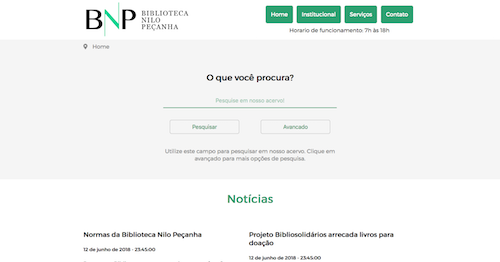 BNP BIBLIOTECA
NILO
PEÇANHA
Home Institucional Serviços Contato
Horario de funcionamento: 7h às 18h
Home
O que você procura?
Pesquise em nosso acervo!
Pesquisar Avancado
Utilize este campo para pesquisar em nosso acervo. Clique em
avançado para mais opções de pesquisa.
Notícias
Normas da Biblioteca Nilo Peçanha
12 de junho de 2018 - 23:45:00
Projeto Bibliosolidários arrecada livros para
doação
12 de junho de 2018 - 23:45:00